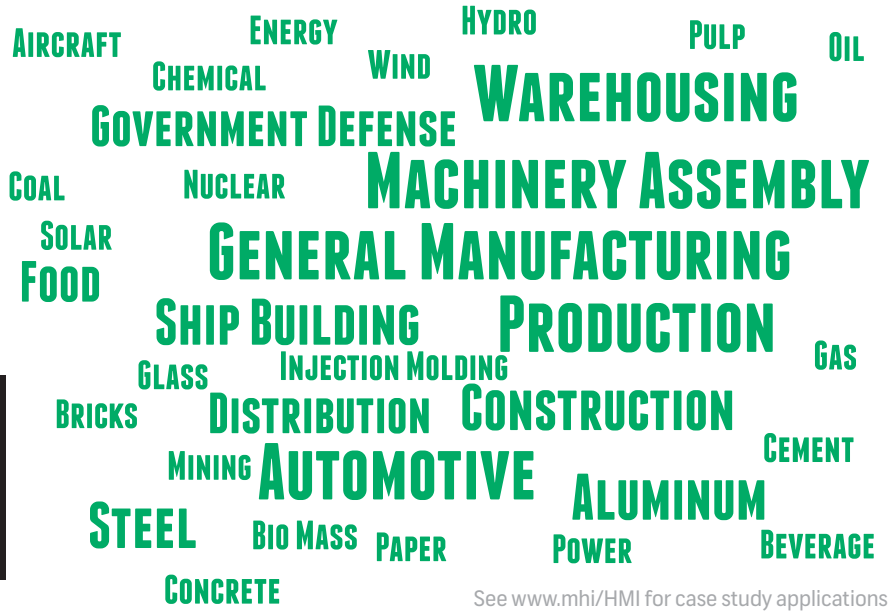 Hydro
Energy
Pulp
Aircraft
Oil
Wind
Chemical
Warehousing
Government Defense
Machinery Assembly
Coal
Nuclear
Solar
General Manufacturing
Food
Ship Building
Production
Gas
Injection Molding
Glass
Construction
Bricks
Distribution
Cement
Mining
Automotive
Aluminum
Steel
Bio Mass
Paper
Power
Beverage
Concrete
See www.mhi/HMI for case study applications